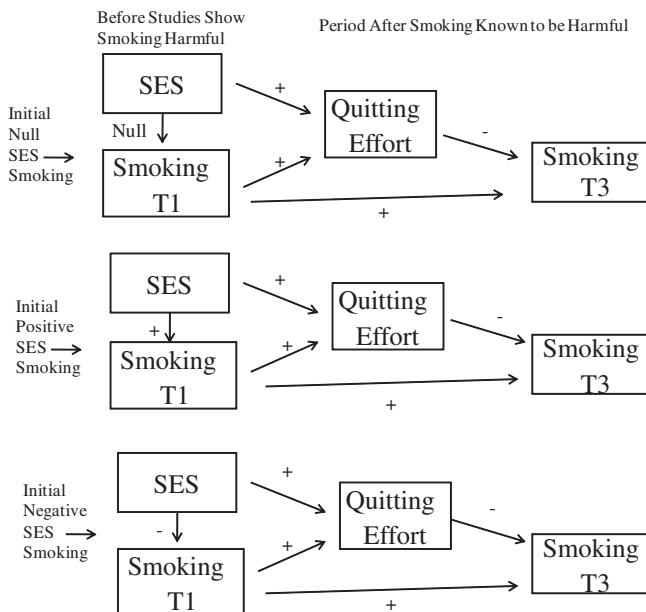 Before Studies Show
Smoking Harmful
Period After Smoking Known to be Harmful
Initial
Null
SES
Smoking
SES
Null
Smoking
T1
+
+
+
Quitting
Effort
-
Smoking
T3
Initial
Positive
SES
Smoking
SES
+
Smoking
T1
+
+
+
Quitting
Effort
-
Smoking
T3
Initial
Negative
SES
Smoking
SES
-
Smoking
T1
+
+
+
Quitting
Effort
-
Smoking
T3